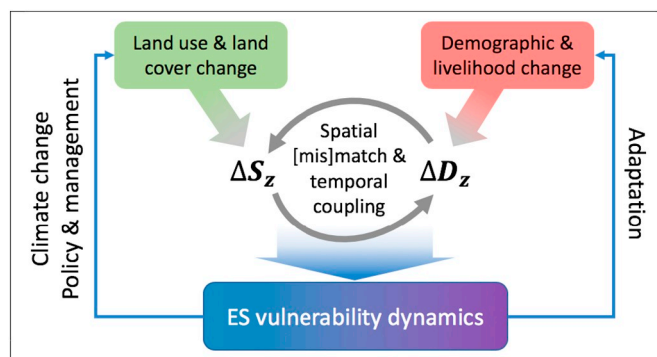 Land use & land
cover change
Demographic &
livelihood change
Climate change
Policy & management
Spatial
[mis]match &
temporal
coupling
ΔS_z
ΔD_z
Adaptation
ES vulnerability dynamics